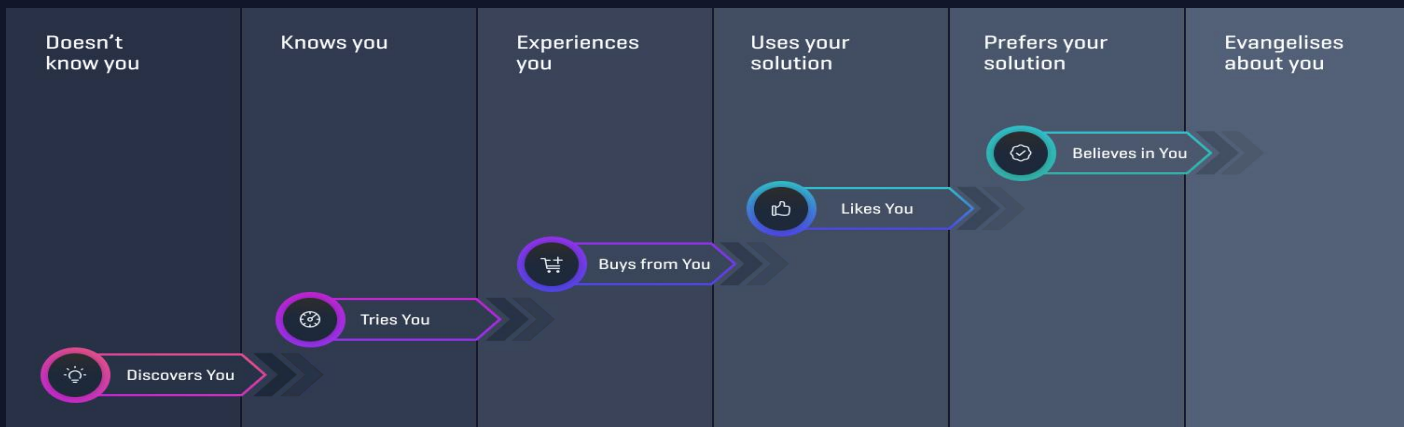 Doesn't
know you
Knows you
Experiences
you
Uses your
solution
Prefers your
solution
Evangelises
about you
Believes in You
Likes You
Buys from You
Tries You
Discovers You